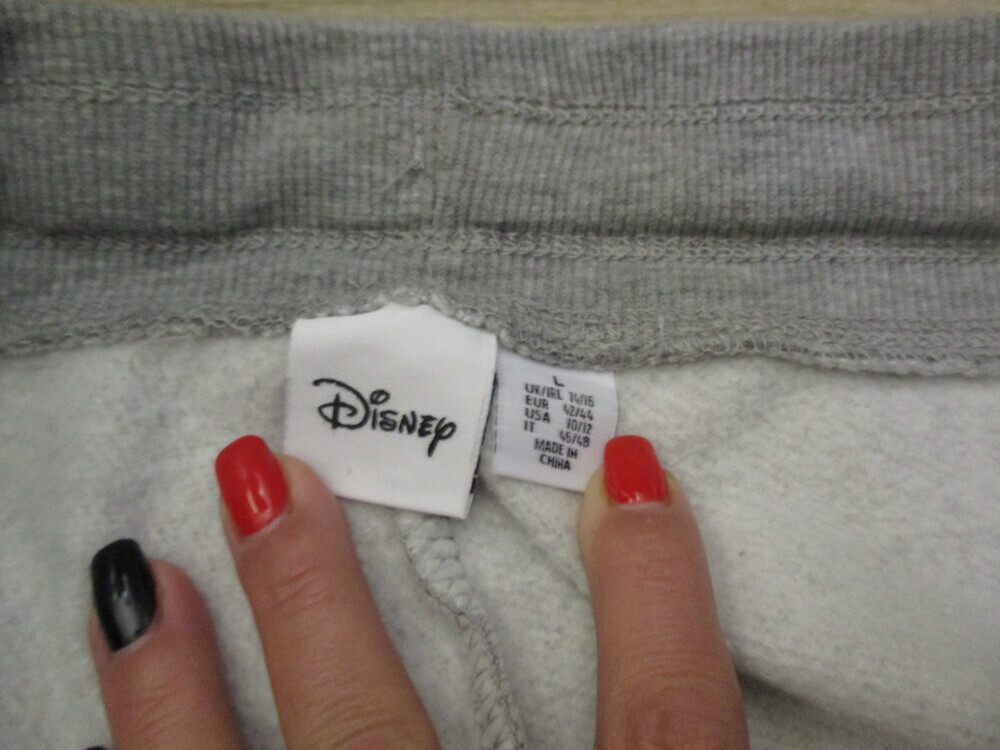 Disney
L
UK/IRL 14/16
EUR 42/44
USA 10/12
IT 46/48
MADE IN
CHINA